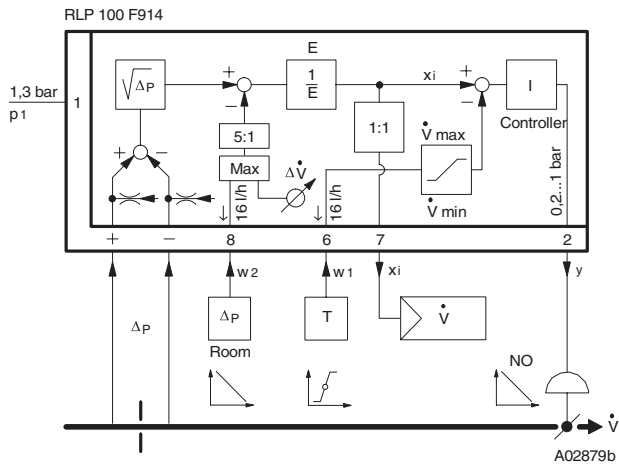 RLP 100 F914
1,3 bar
p1
1
√ΔP
+
−
E
1
E
xi
+
−
I
Controller
+
−
5:1
Max
ΔV̇
1:1
V̇ max
V̇ min
16 l/h
16 l/h
0,2...1 bar
+
−
8
6
7
2
w2
w1
xi
y
ΔP
ΔP
T
V̇
Room
NO
V̇
A02879b